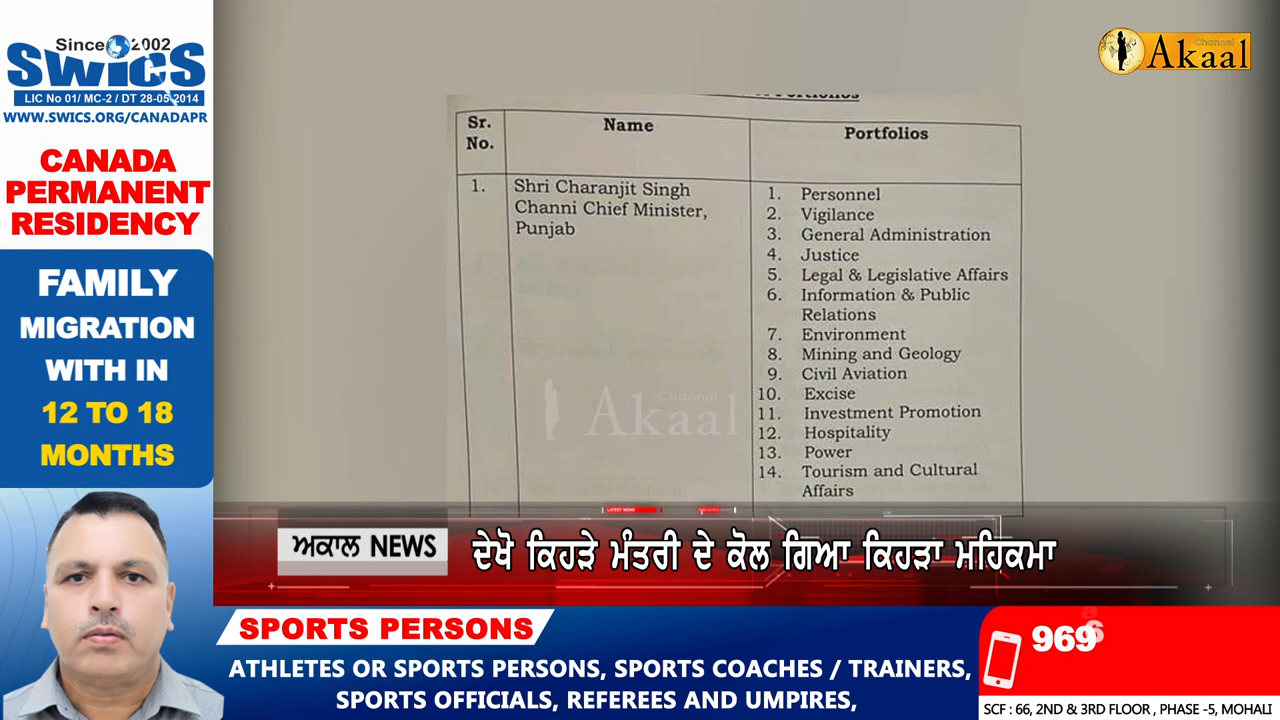 Since 2002
SWICS
LIC No 01/ MC-2 / DT 28-05-2014
WWW.SWICS.ORG/CANADAPR
CANADA
PERMANENT
RESIDENCY
FAMILY
MIGRATION
WITH IN
12 TO 18
MONTHS
Channel
Akaal
Portfolios
Sr. No.
Name
Portfolios
1.
Shri Charanjit Singh
Channi Chief Minister,
Punjab
1. Personnel
2. Vigilance
3. General Administration
4. Justice
5. Legal & Legislative Affairs
6. Information & Public
Relations
7. Environment
8. Mining and Geology
9. Civil Aviation
10. Excise
11. Investment Promotion
12. Hospitality
13. Power
14. Tourism and Cultural
Affairs
Channel
Akaal
LATEST NEWS
ਅਕਾਲ NEWS
ਦੇਖੋ ਕਿਹੜੇ ਮੰਤਰੀ ਦੇ ਕੋਲ ਗਿਆ ਕਿਹੜਾ ਮਹਿਕਮਾ
SPORTS PERSONS
ATHLETES OR SPORTS PERSONS, SPORTS COACHES / TRAINERS,
SPORTS OFFICIALS, REFEREES AND UMPIRES,
969
SCF : 66, 2ND & 3RD FLOOR , PHASE -5, MOHALI